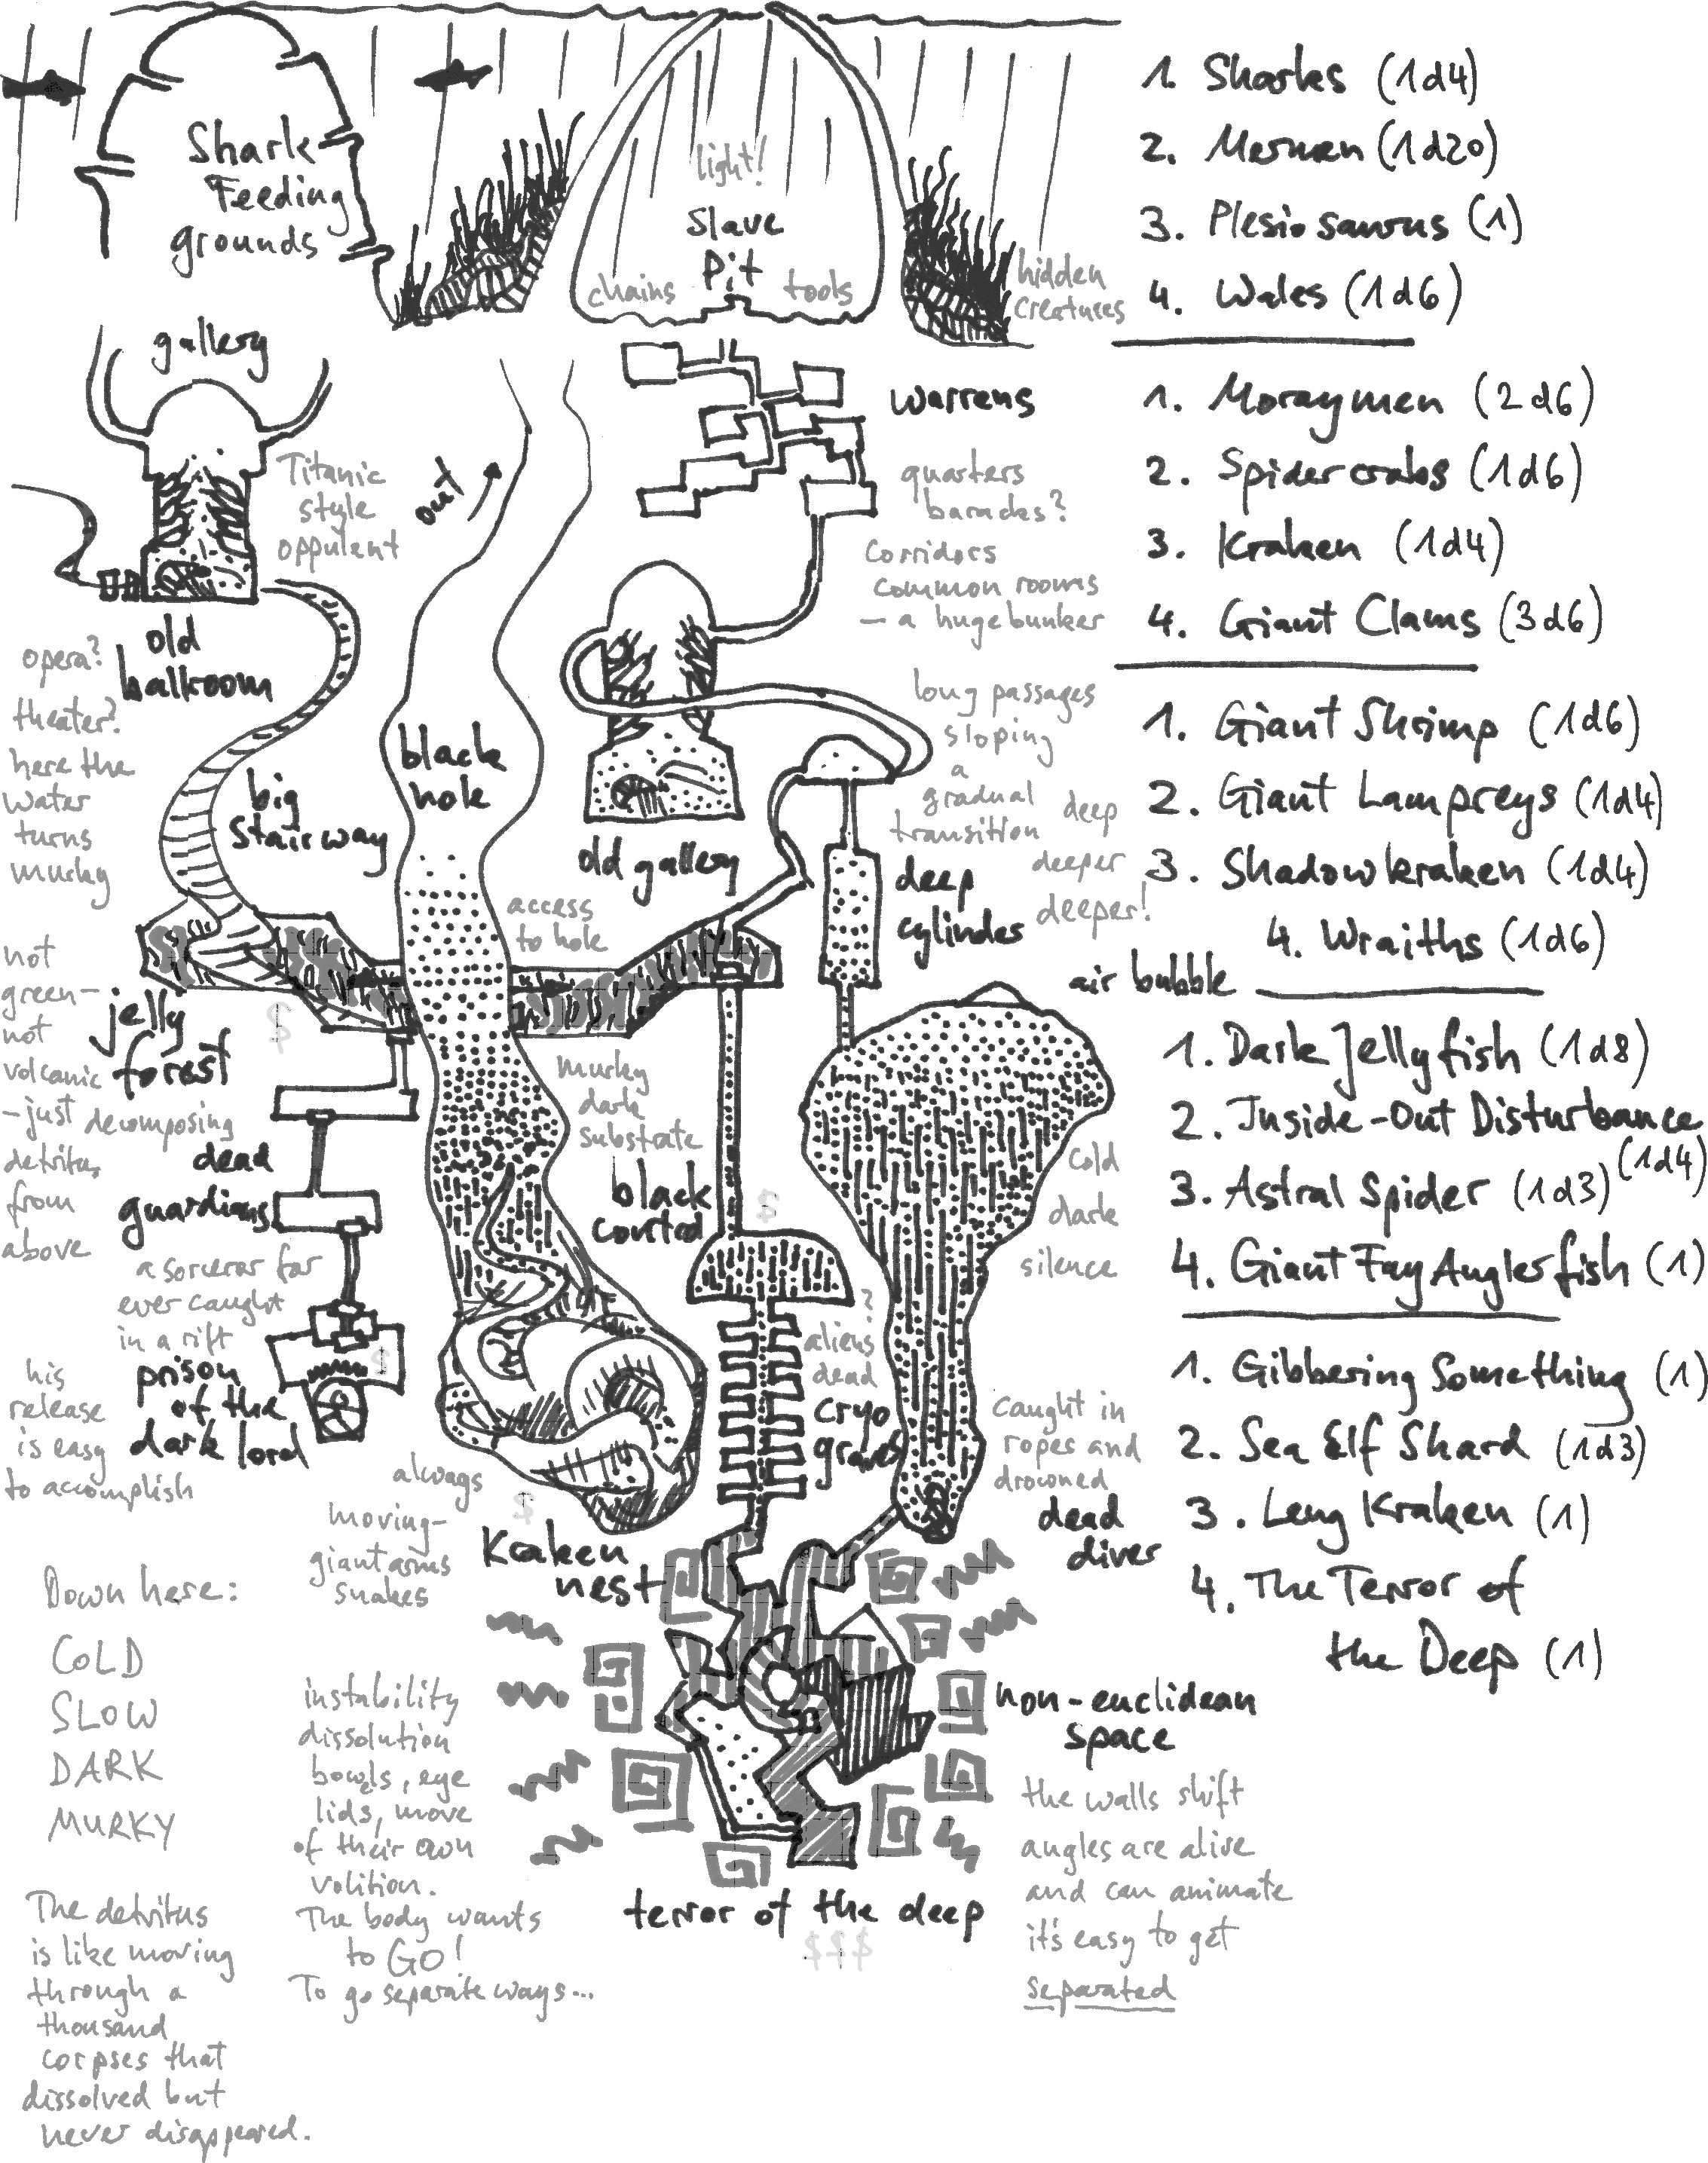 Shark
Feeding
grounds
light!
Slave
Pit
chains
tools
hidden
creatures
1. Sharks (1d4)
2. Mermen (1d20)
3. Plesiosaurus (1)
4. Wales (1d6)
gallery
Titanic
style
oppulent
out
warrens
quarters
baracks?
corridors
common rooms
— a huge bunker
1. Moraymen (2d6)
2. Spidercrabs (1d6)
3. Kraken (1d4)
4. Giant Clams (3d6)
old
ballroom
opera?
theater?
here the
water
turns
murky
big
stairway
black
hole
old gallery
long passages
sloping
a
gradual
transition
deep
deeper
deeper!
deep
cylinder
1. Giant Shrimp (1d6)
2. Giant Lampreys (1d4)
3. Shadowkraken (1d4)
4. Wraiths (1d6)
access
to hole
air bubble
not
green—
not
volcanic
—just decomposing
detritus
from
above
jelly
forest
$
murky
dark
substrate
dead
guardians
black
$
cold
dark
silence
1. Dark Jellyfish (1d8)
2. Inside-Out Disturbance
(1d4)
3. Astral Spider (1d3)
4. Giant Fay Anglerfish (1)
a sorceror for
ever caught
in a rift
prison
of the
dark lord
$
his
release
is easy
to accomplish
?
aliens
dead
cryo
graves
caught in
ropes and
drowned
dead
diver
1. Gibbering Something (1)
2. Sea Elf Shard (1d3)
3. Leng Kraken (1)
4. The Terror of
the Deep (1)
always
moving—
giant arms
snakes
$
Kraken
nest
Down here:
COLD
SLOW
DARK
MURKY
The detritus
is like moving
through a
thousand
corpses that
dissolved but
never disappeared.
instability
dissolution
bowls, eye
lids, move
of their own
volition.
The body wants
to GO!
To go separate ways...
non-euclidean
space
the walls shift
angles are alive
and can animate
it's easy to get
separated
terror of the deep
$$$